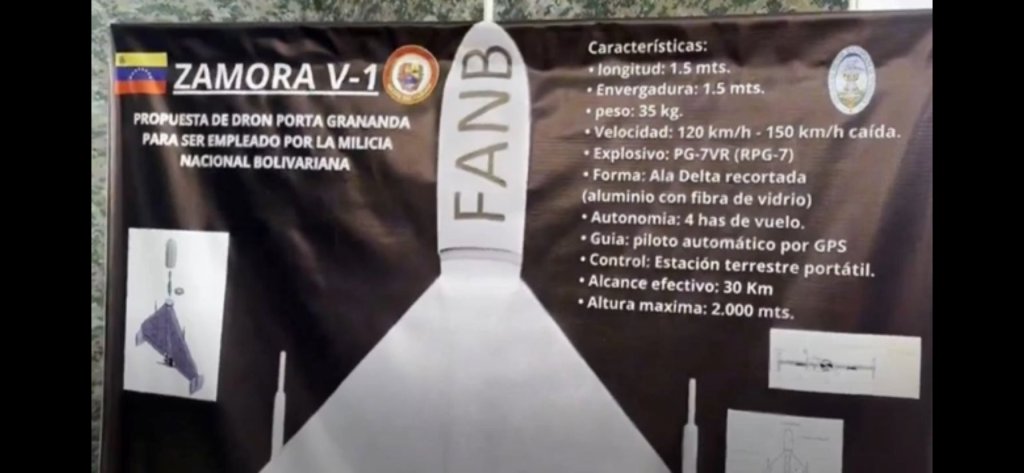 ZAMORA V-1
PROPUESTA DE DRON PORTA GRANANDA
PARA SER EMPLEADO POR LA MILICIA
NACIONAL BOLIVARIANA
FANB
Características:
• longitud: 1.5 mts.
• Envergadura: 1.5 mts.
• peso: 35 kg.
• Velocidad: 120 km/h - 150 km/h caída.
• Explosivo: PG-7VR (RPG-7)
• Forma: Ala Delta recortada
(aluminio con fibra de vidrio)
• Autonomia: 4 has de vuelo.
• Guia: piloto automático por GPS
• Control: Estación terrestre portátil.
• Alcance efectivo: 30 Km
• Altura maxima: 2.000 mts.